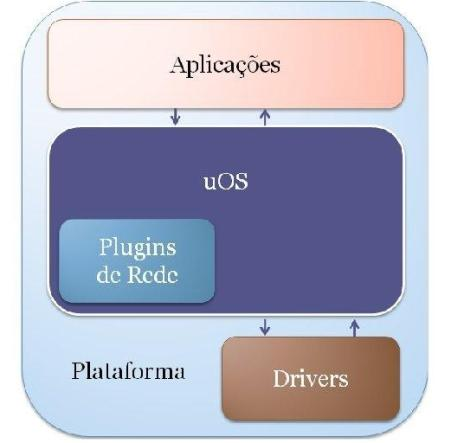 Aplicações
uOS
Plugins
de Rede
Plataforma
Drivers